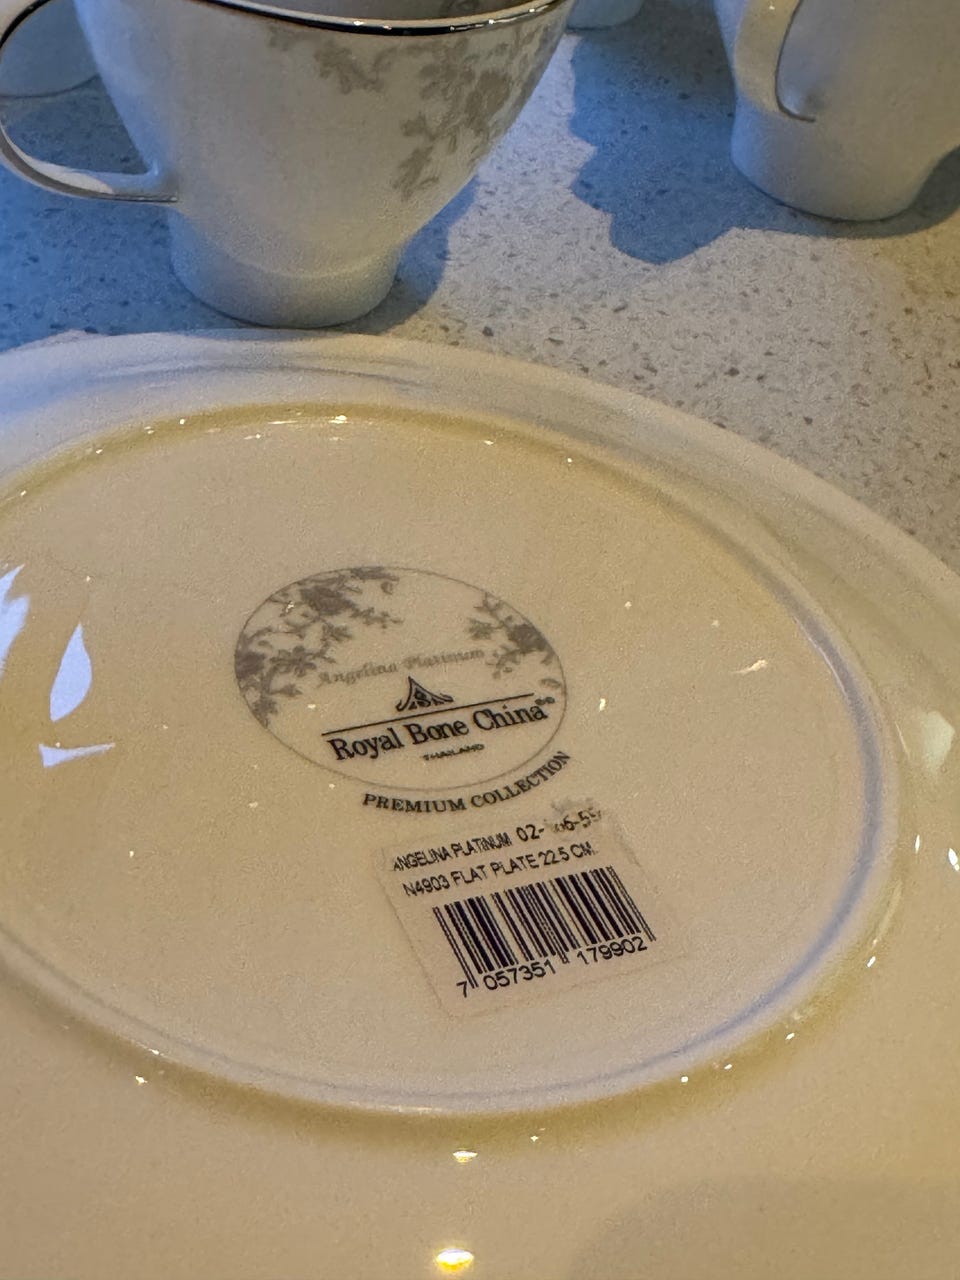 Angelina Platinum
Royal Bone China
THAILAND
PREMIUM COLLECTION
ANGELINA PLATINUM 02-
N4903 FLAT PLATE 22.5 CM.
7 057351 179902